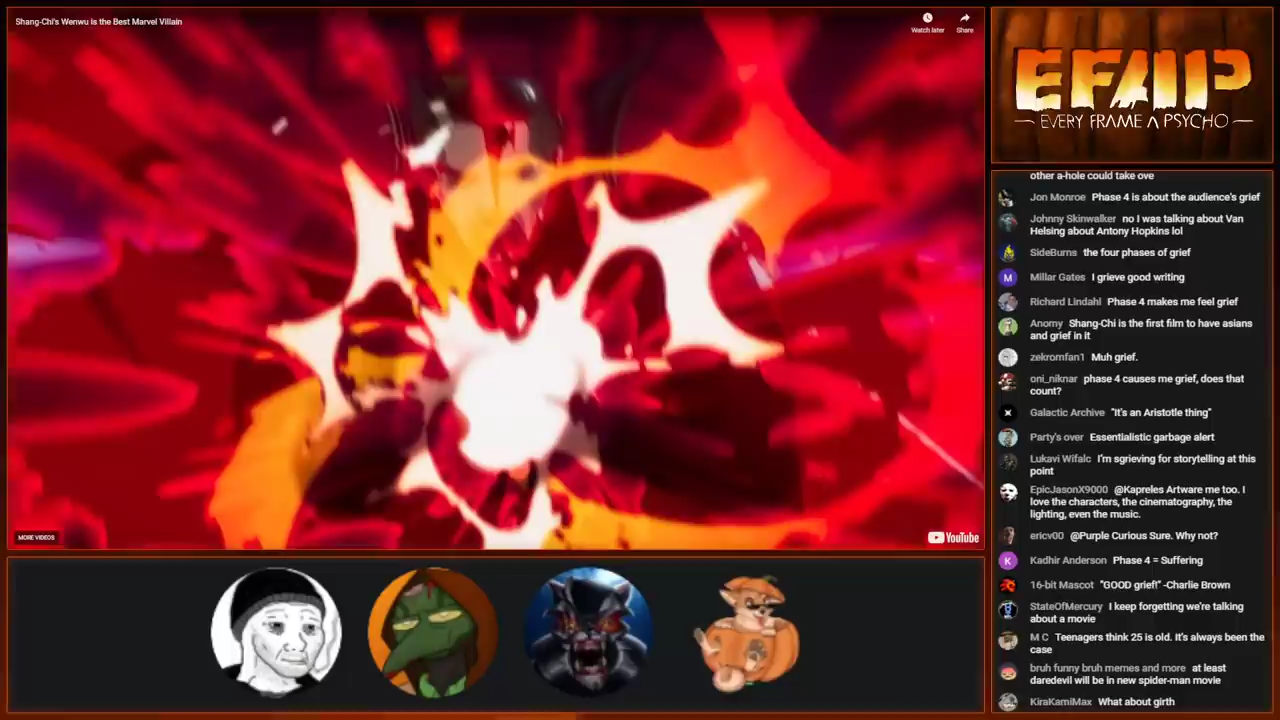 Shang-Chi's Wenwu is the Best Marvel Villain
Watch later
Share
MORE VIDEOS
YouTube
EFAP
EVERY FRAME A PSYCHO
other a-hole could take ove
Jon Monroe Phase 4 is about the audience's grief
Johnny Skinwalker no I was talking about Van
Helsing about Antony Hopkins lol
SideBurns the four phases of grief
M
Millar Gates I grieve good writing
Richard Lindahl Phase 4 makes me feel grief
Anomy Shang-Chi is the first film to have asians
and grief in it
zekromfan1 Muh grief.
oni_niknar phase 4 causes me grief, does that
count?
Galactic Archive "It's an Aristotle thing"
Party's over Essentialistic garbage alert
Lukavi Wifalc I'm sgrieving for storytelling at this
point
EpicJasonX9000 @Kapreles Artware me too. I
love the characters, the cinematography, the
lighting, even the music.
ericv00 @Purple Curious Sure. Why not?
K
Kadhir Anderson Phase 4 = Suffering
16-bit Mascot "GOOD grief!" -Charlie Brown
StateOfMercury I keep forgetting we're talking
about a movie
M C Teenagers think 25 is old. It's always been the
case
bruh funny bruh memes and more at least
daredevil will be in new spider-man movie
KiraKamiMax What about girth